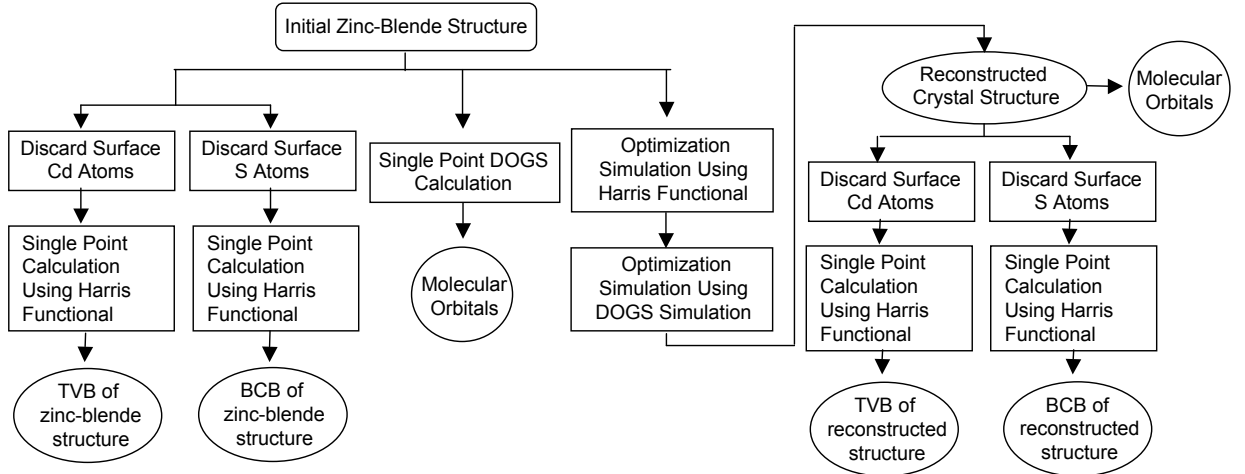 Initial Zinc-Blende Structure
Discard Surface
Cd Atoms
Single Point
Calculation
Using Harris
Functional
TVB of
zinc-blende
structure
Discard Surface
S Atoms
Single Point
Calculation
Using Harris
Functional
BCB of
zinc-blende
structure
Single Point DOGS
Calculation
Molecular
Orbitals
Optimization
Simulation Using
Harris Functional
Optimization
Simulation Using
DOGS Simulation
Reconstructed
Crystal Structure
Molecular
Orbitals
Discard Surface
Cd Atoms
Single Point
Calculation
Using Harris
Functional
TVB of
reconstructed
structure
Discard Surface
S Atoms
Single Point
Calculation
Using Harris
Functional
BCB of
reconstructed
structure